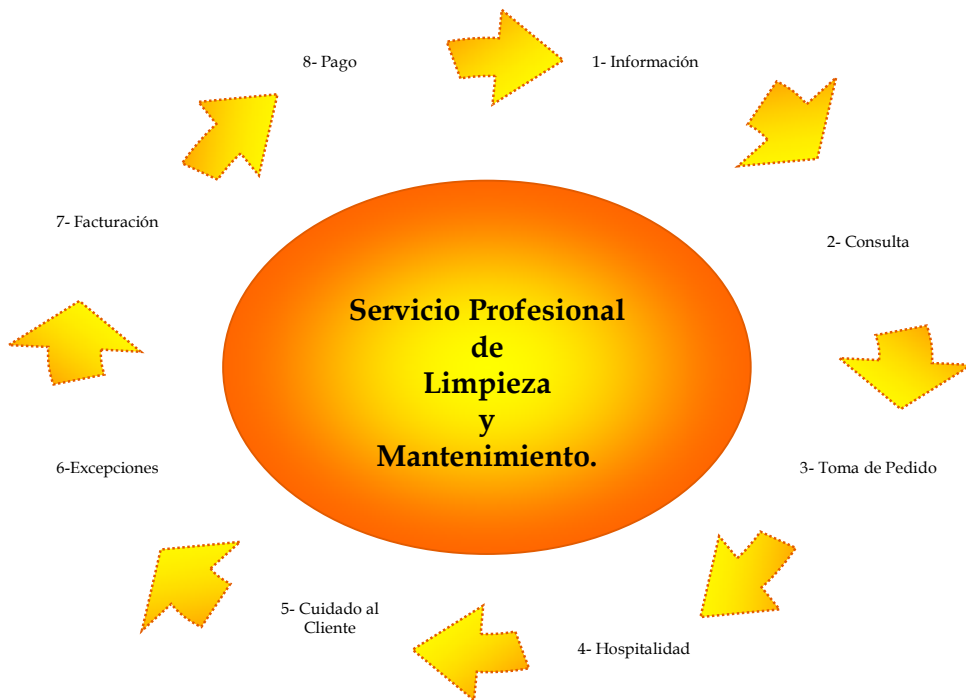 8- Pago
1- Información
7- Facturación
2- Consulta
Servicio Profesional
de
Limpieza
y
Mantenimiento.
6-Excepciones
3- Toma de Pedido
5- Cuidado al
Cliente
4- Hospitalidad